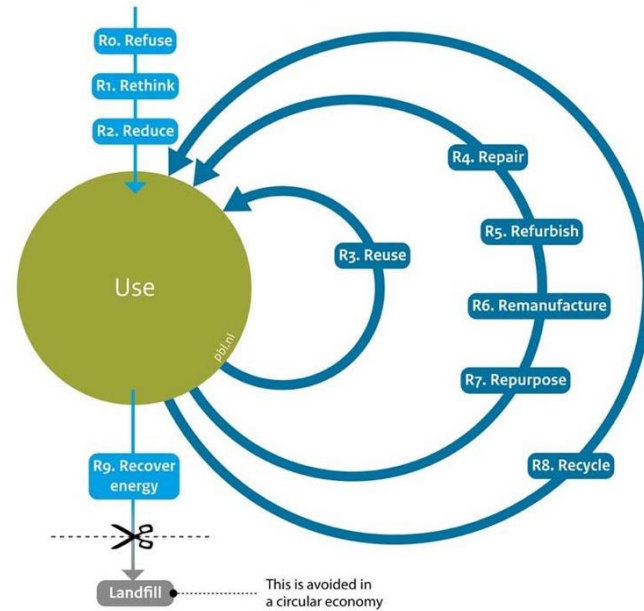 R0. Refuse
R1. Rethink
R2. Reduce
R4. Repair
R5. Refurbish
R3. Reuse
Use
R6. Remanufacture
pbl.nl
R7. Repurpose
R9. Recover
energy
R8. Recycle
Landfill
This is avoided in
a circular economy